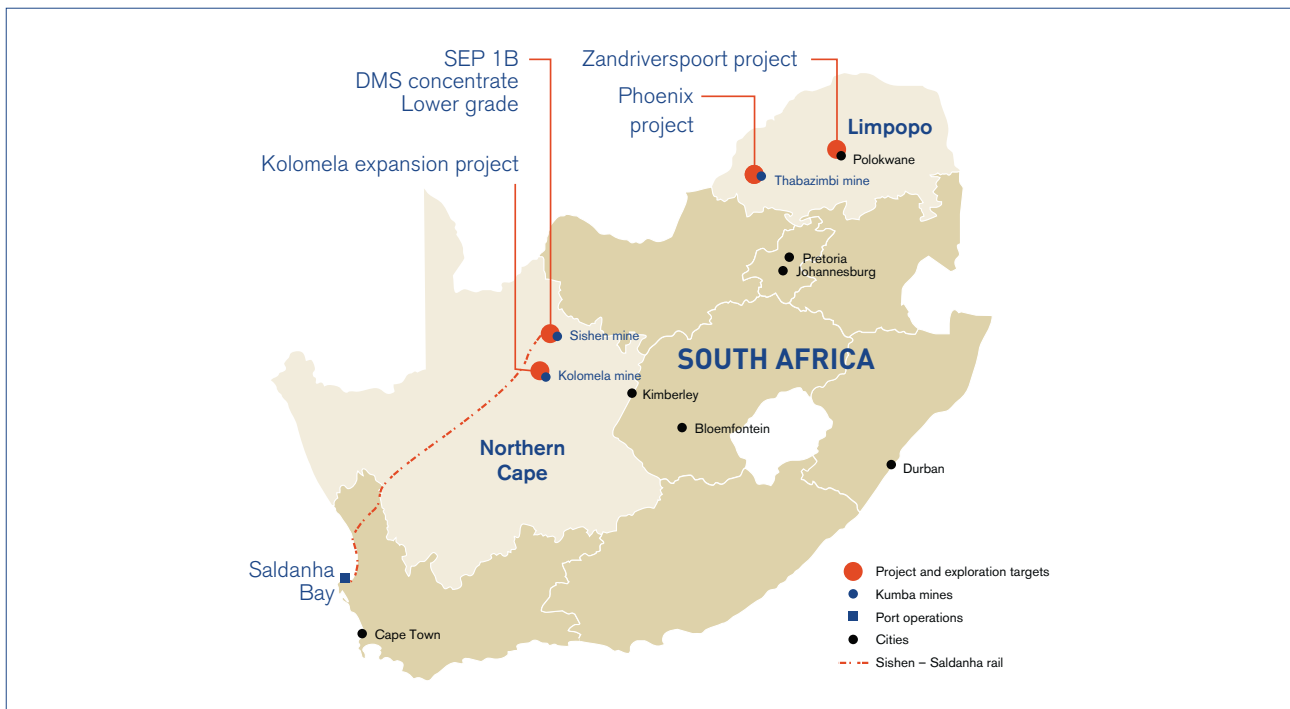 SEP 1B
DMS concentrate
Lower grade
Zandriverspoort project
Phoenix
project
Kolomela expansion project
Limpopo
Polokwane
Thabazimbi mine
Pretoria
Johannesburg
Sishen mine
SOUTH AFRICA
Kolomela mine
Kimberley
Bloemfontein
Northern
Cape
Durban
Saldanha
Bay
Cape Town
Project and exploration targets
Kumba mines
Port operations
Cities
Sishen – Saldanha rail